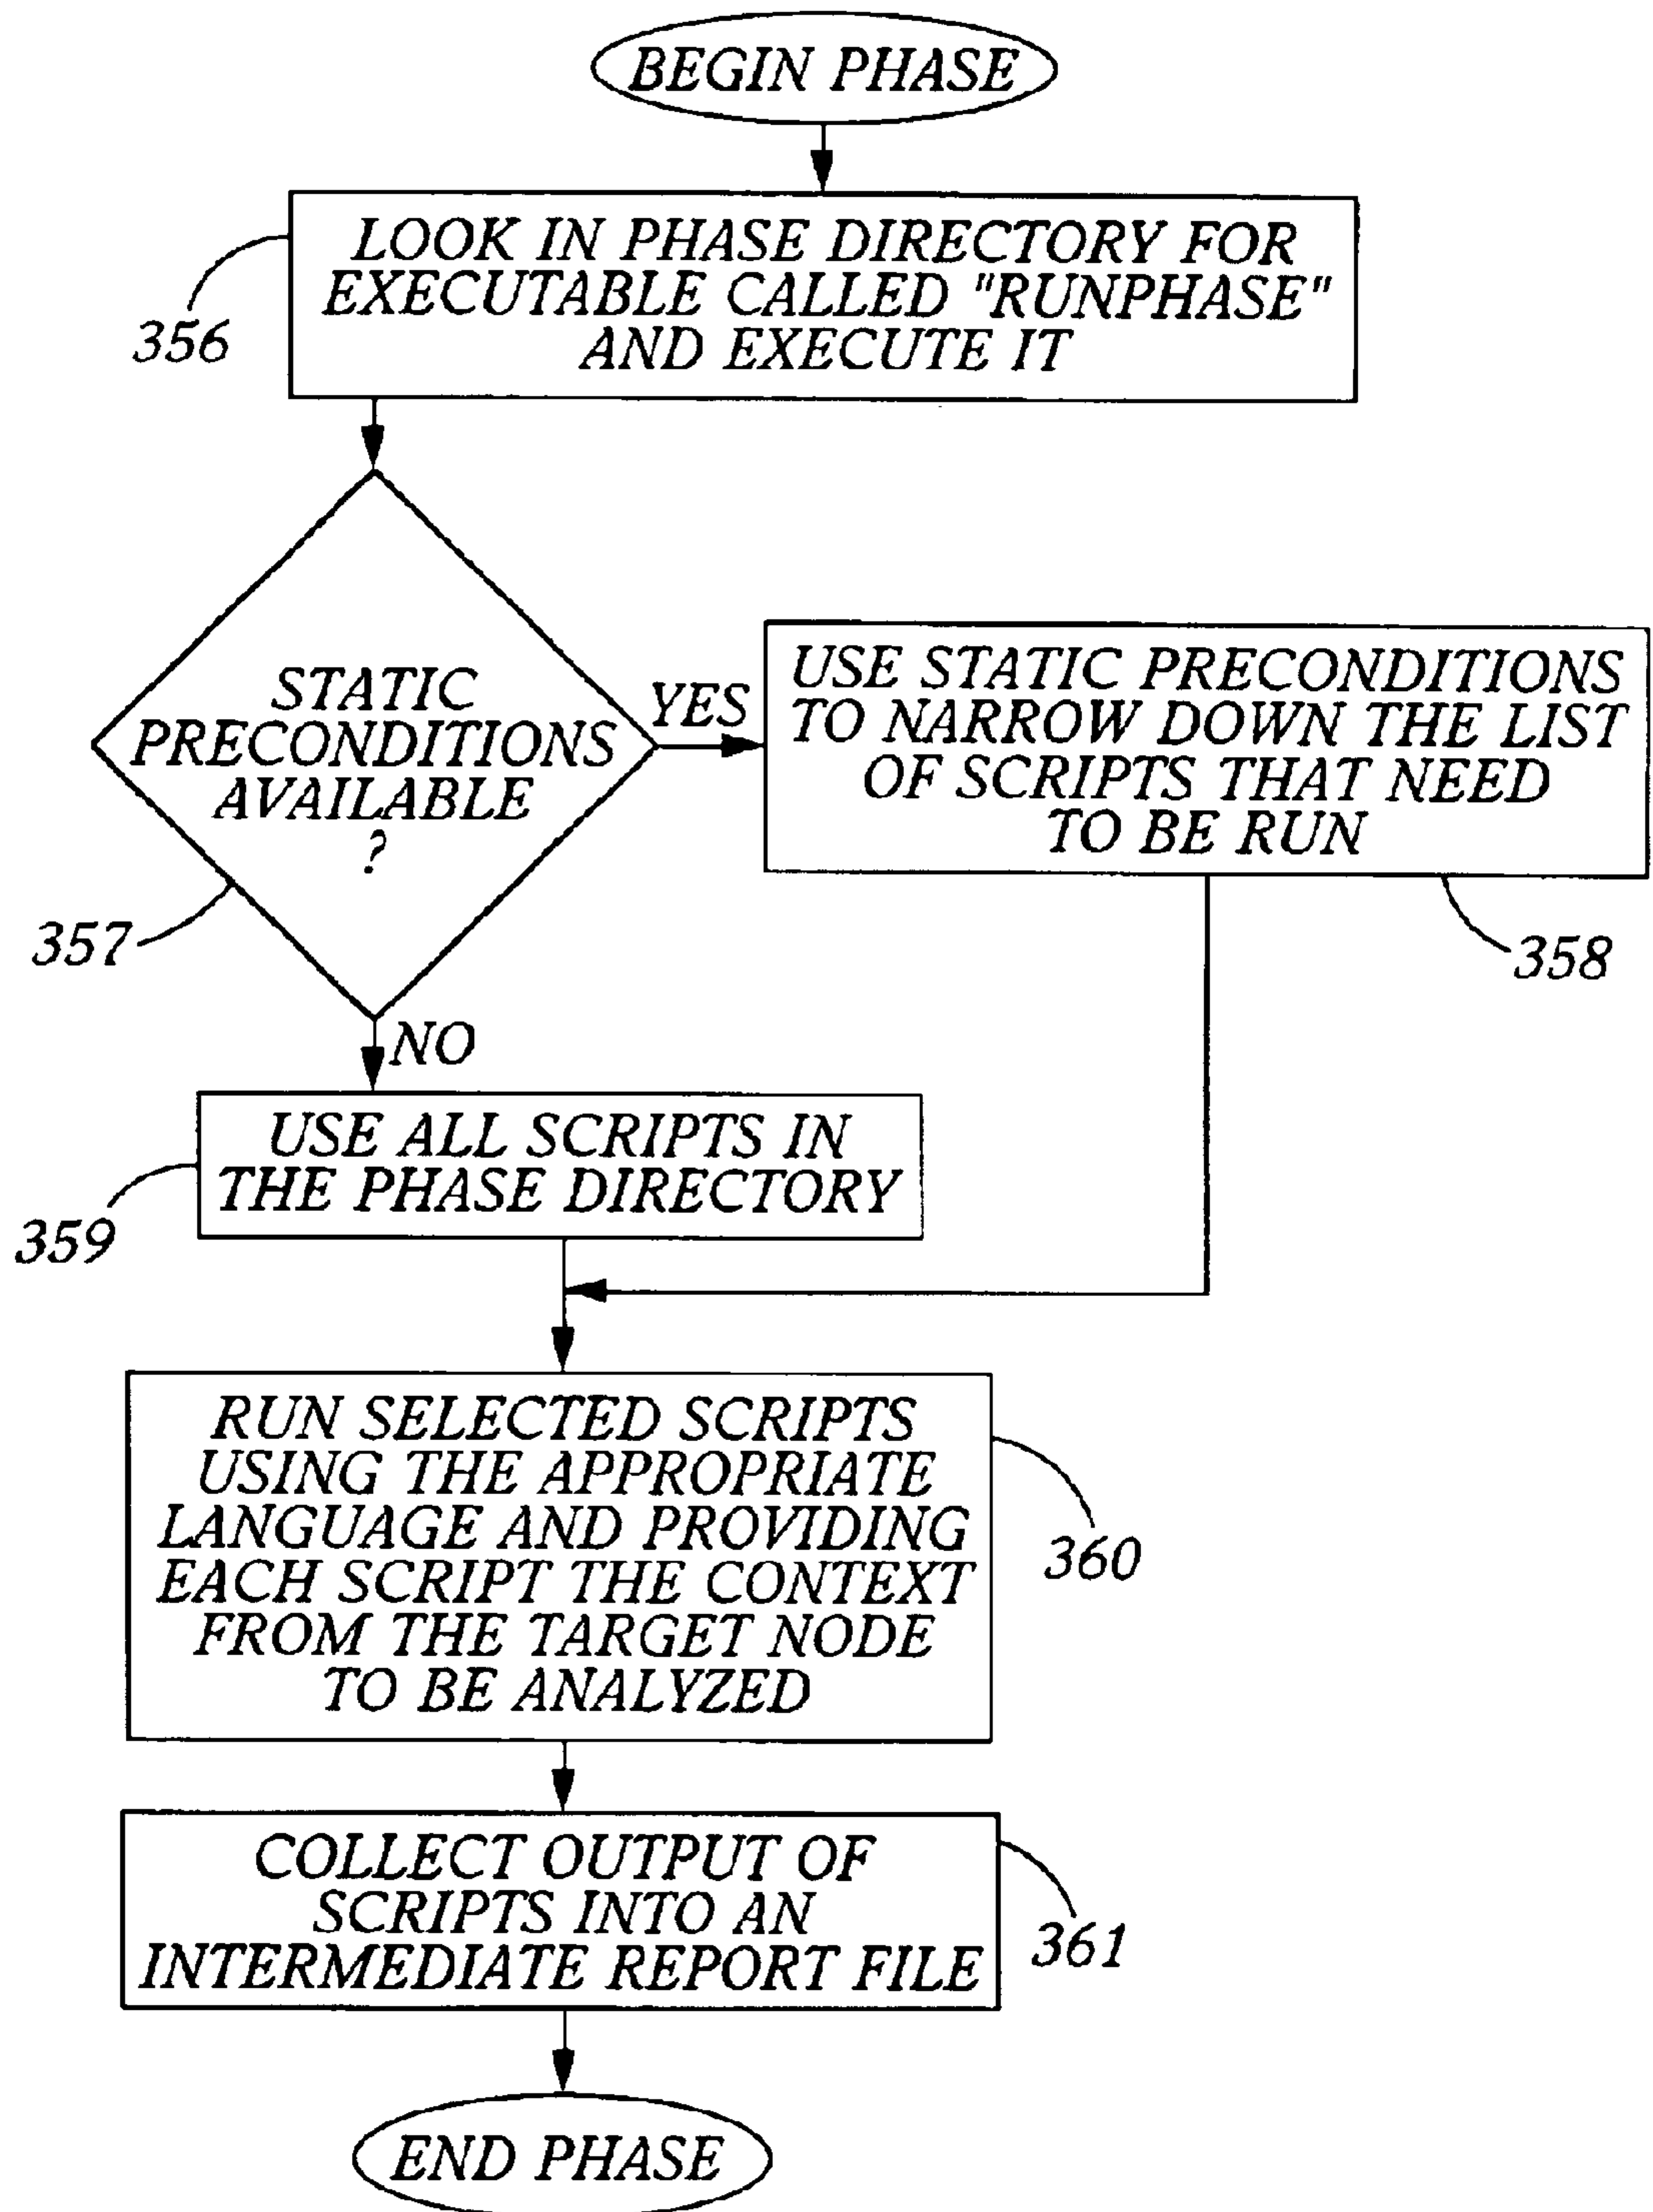 BEGIN PHASE
LOOK IN PHASE DIRECTORY FOR
EXECUTABLE CALLED "RUNPHASE"
AND EXECUTE IT
356
STATIC
PRECONDITIONS
AVAILABLE
?
357
YES
USE STATIC PRECONDITIONS
TO NARROW DOWN THE LIST
OF SCRIPTS THAT NEED
TO BE RUN
358
NO
USE ALL SCRIPTS IN
THE PHASE DIRECTORY
359
RUN SELECTED SCRIPTS
USING THE APPROPRIATE
LANGUAGE AND PROVIDING
EACH SCRIPT THE CONTEXT
FROM THE TARGET NODE
TO BE ANALYZED
360
COLLECT OUTPUT OF
SCRIPTS INTO AN
INTERMEDIATE REPORT FILE
361
END PHASE